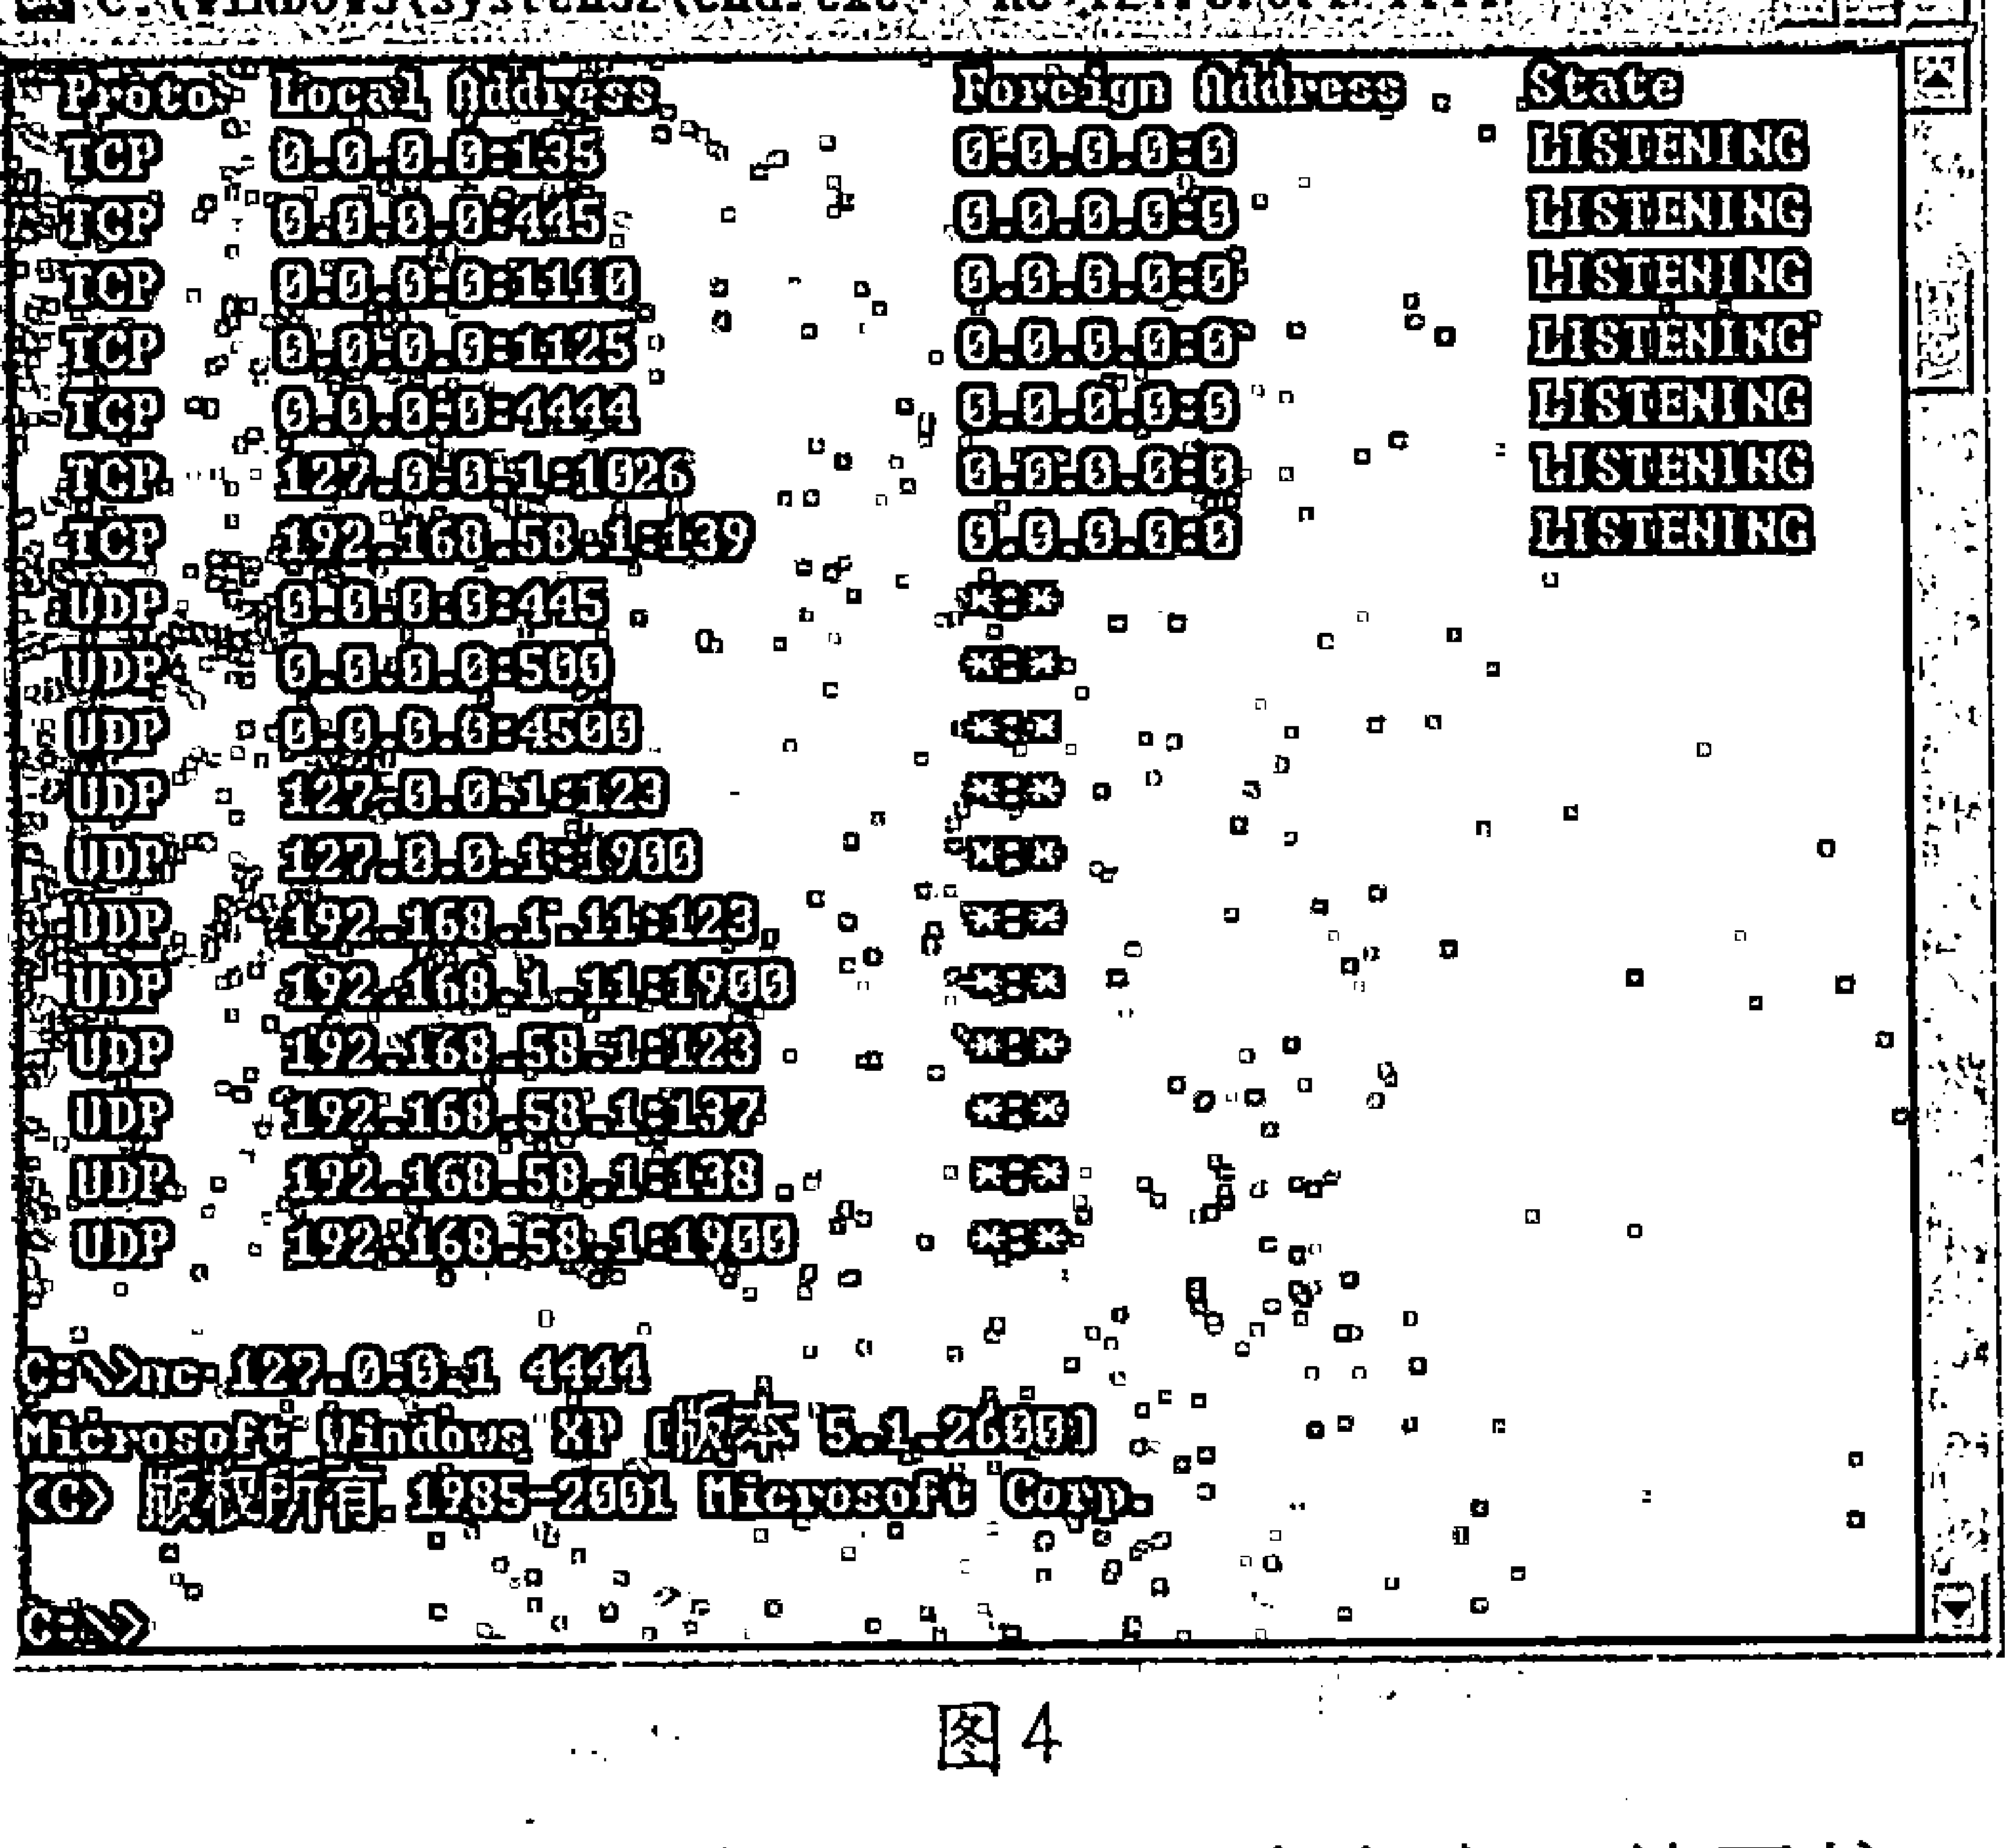 Proto Local Address Foreign Address State
TCP 0.0.0.0:135 0.0.0.0:0 LISTENING
TCP 0.0.0.0:445 0.0.0.0:0 LISTENING
TCP 0.0.0.0:1110 0.0.0.0:0 LISTENING
TCP 0.0.0.0:1125 0.0.0.0:0 LISTENING
TCP 0.0.0.0:4444 0.0.0.0:0 LISTENING
TCP 127.0.0.1:1026 0.0.0.0:0 LISTENING
TCP 192.168.58.1:139 0.0.0.0:0 LISTENING
UDP 0.0.0.0:445 *:*
UDP 0.0.0.0:500 *:*
UDP 0.0.0.0:4500 *:*
UDP 127.0.0.1:123 *:*
UDP 127.0.0.1:1900 *:*
UDP 192.168.1.11:123 *:*
UDP 192.168.1.11:1900 *:*
UDP 192.168.58.1:123 *:*
UDP 192.168.58.1:137 *:*
UDP 192.168.58.1:138 *:*
UDP 192.168.58.1:1900 *:*
C:\>nc 127.0.0.1 4444
Microsoft Windows XP [版本 5.1.2600]
(C) 版权所有 1985-2001 Microsoft Corp.
C:\>
图4